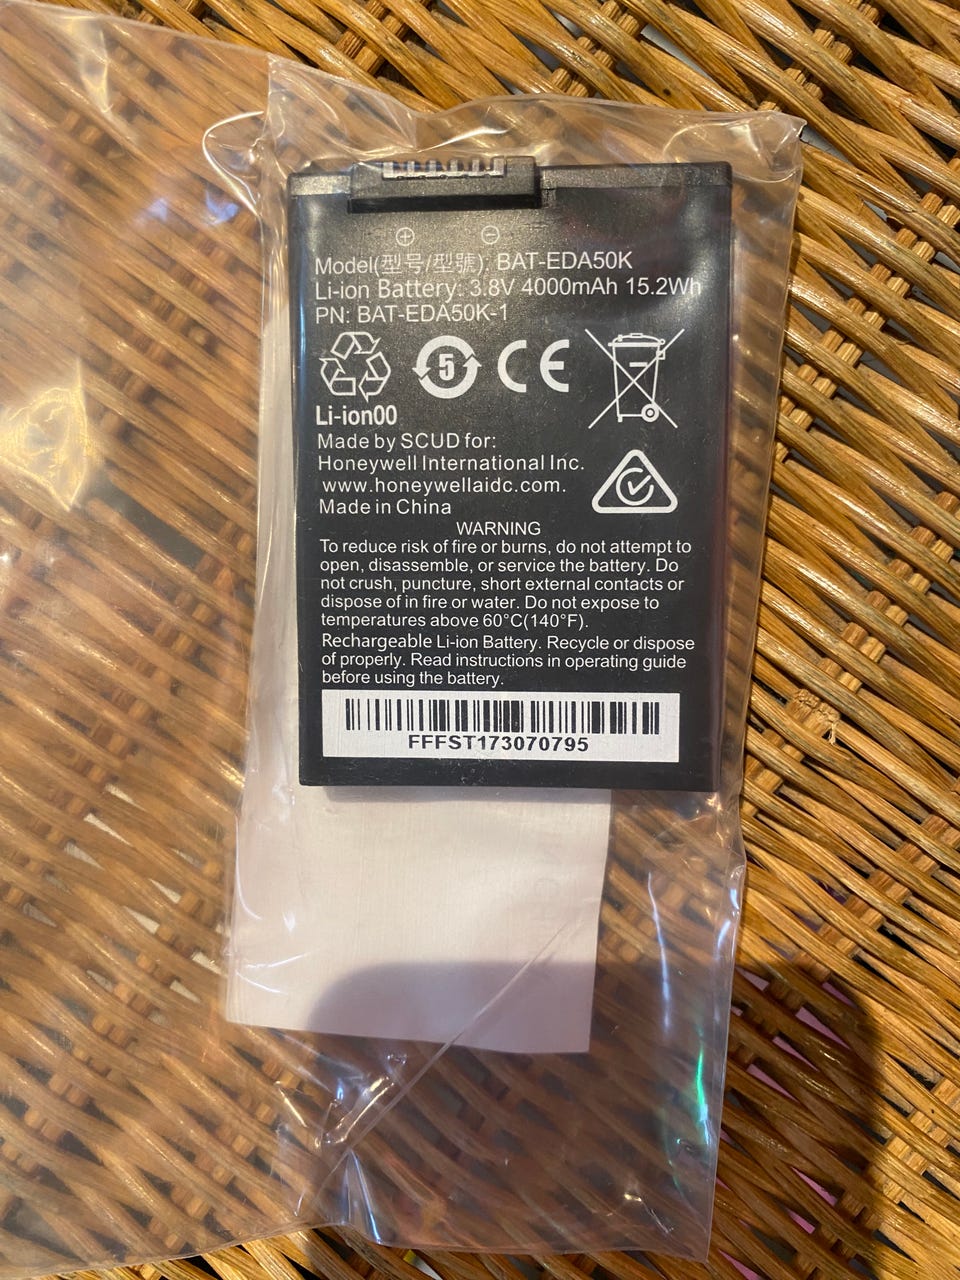 Model(型号/型號): BAT-EDA50K
Li-ion Battery: 3.8V 4000mAh 15.2Wh
PN: BAT-EDA50K-1
5
CE
Li-ion00
Made by SCUD for:
Honeywell International Inc.
www.honeywellaidc.com.
Made in China
WARNING
To reduce risk of fire or burns, do not attempt to
open, disassemble, or service the battery. Do
not crush, puncture, short external contacts or
dispose of in fire or water. Do not expose to
temperatures above 60°C(140°F).
Rechargeable Li-ion Battery. Recycle or dispose
of properly. Read instructions in operating guide
before using the battery.
FFFST173070795